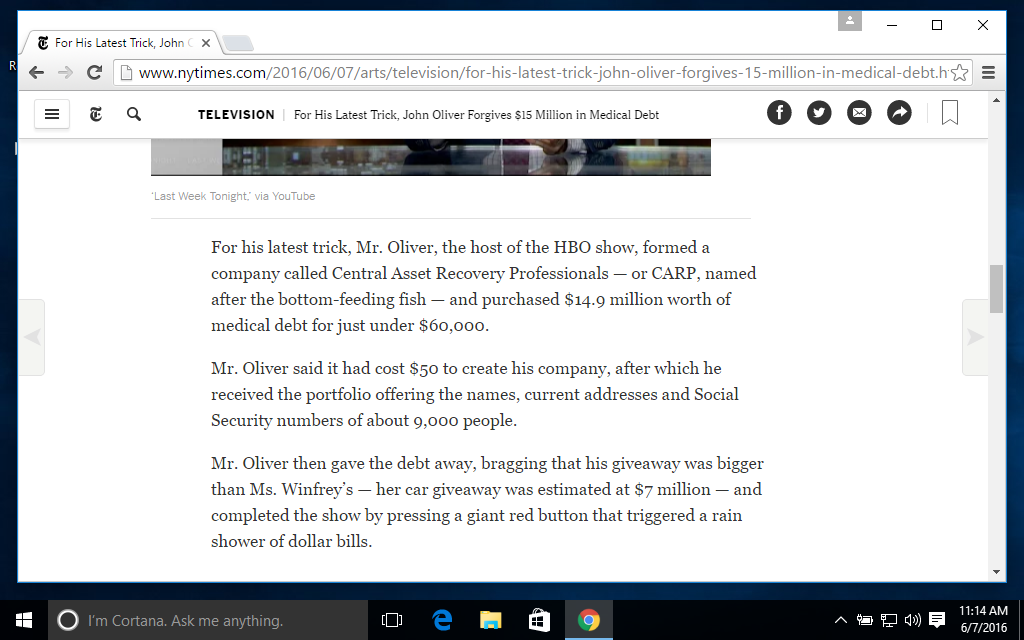 For His Latest Trick, John
www.nytimes.com/2016/06/07/arts/television/for-his-latest-trick-john-oliver-forgives-15-million-in-medical-debt.h
TELEVISION | For His Latest Trick, John Oliver Forgives $15 Million in Medical Debt
'Last Week Tonight,' via YouTube
For his latest trick, Mr. Oliver, the host of the HBO show, formed a
company called Central Asset Recovery Professionals — or CARP, named
after the bottom-feeding fish — and purchased $14.9 million worth of
medical debt for just under $60,000.
Mr. Oliver said it had cost $50 to create his company, after which he
received the portfolio offering the names, current addresses and Social
Security numbers of about 9,000 people.
Mr. Oliver then gave the debt away, bragging that his giveaway was bigger
than Ms. Winfrey's — her car giveaway was estimated at $7 million — and
completed the show by pressing a giant red button that triggered a rain
shower of dollar bills.
I'm Cortana. Ask me anything.
11:14 AM
6/7/2016